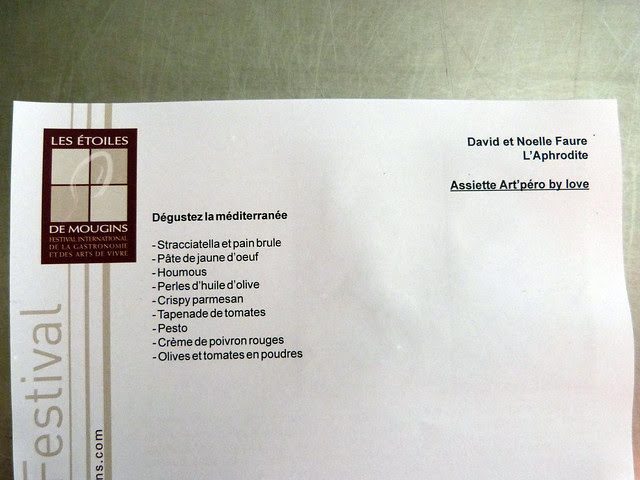 LES ÉTOILES
DE MOUGINS
FESTIVAL INTERNATIONAL
DE LA GASTRONOMIE
ET DES ARTS DE VIVRE
David et Noelle Faure
L'Aphrodite
Assiette Art'péro by love
Dégustez la méditerranée
- Stracciatella et pain brule
- Pâte de jaune d'oeuf
- Houmous
- Perles d'huile d'olive
- Crispy parmesan
- Tapenade de tomates
- Pesto
- Crème de poivron rouges
- Olives et tomates en poudres
Festival
ns.com